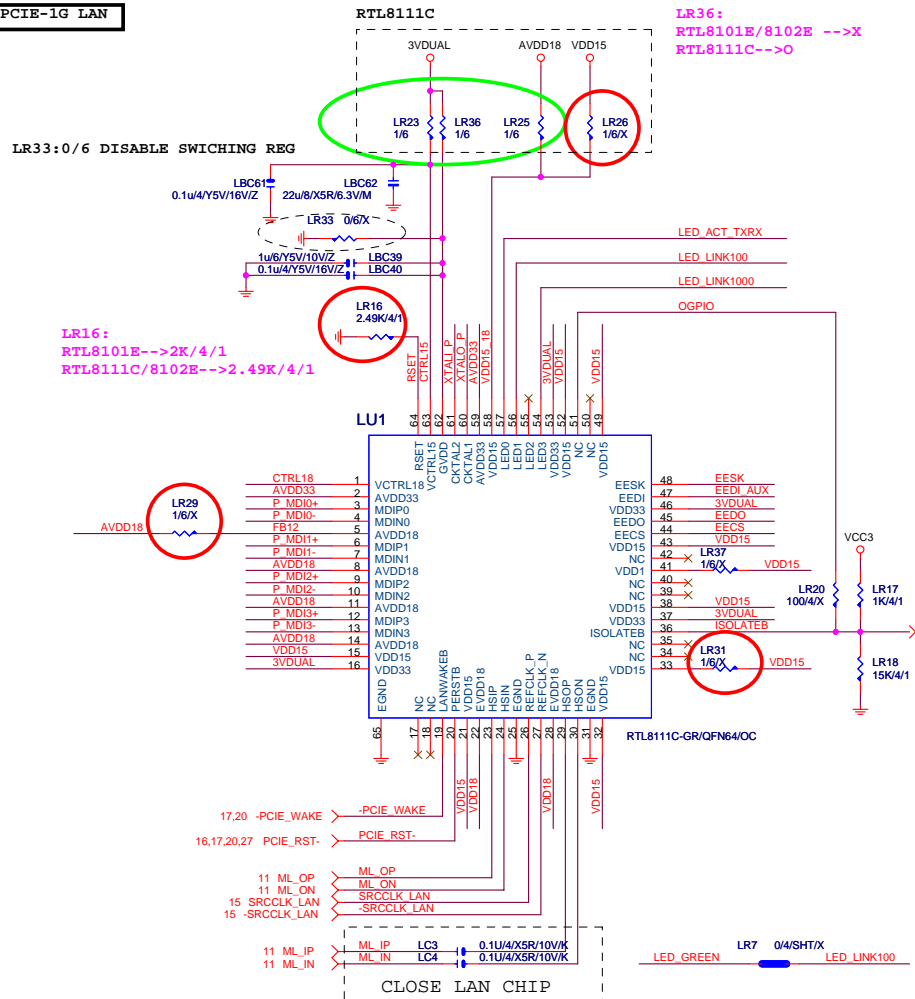 PCIE-1G LAN
RTL8111C
LR36:
RTL8101E/8102E -->X
RTL8111C-->O
3VDUAL
AVDD18
VDD15
LR23
1/6
LR36
1/6
LR25
1/6
LR26
1/6/X
LR33:0/6 DISABLE SWICHING REG
LBC61
0.1u/4/Y5V/16V/Z
LBC62
22u/8/X5R/6.3V/M
LR33 0/6/X
1u/6/Y5V/10V/Z LBC39
0.1u/4/Y5V/16V/Z LBC40
LED_ACT_TXRX
LED_LINK100
LED_LINK1000
OGPIO
LR16
2.49K/4/1
LR16:
RTL8101E-->2K/4/1
RTL8111C/8102E-->2.49K/4/1
RSET
CTRL15
XTALI_P
XTALO_P
AVDD33
VDD15_18
3VDUAL
VDD15
VDD15
LU1
64 63 62 61 60 59 58 57 56 55 54 53 52 51 50 49
RSET
VCTRL15
GVDD
CKTAL2
CKTAL1
AVDD33
VDD15
LED0
LED1
LED2
LED3
VDD33
VDD15
NC
NC
VDD15
CTRL18 1 VCTRL18
AVDD33 2 AVDD33
P_MDI0+ 3 MDIP0
P_MDI0- 4 MDIN0
FB12 5 AVDD18
P_MDI1+ 6 MDIP1
P_MDI1- 7 MDIN1
AVDD18 8 AVDD18
P_MDI2+ 9 MDIP2
P_MDI2- 10 MDIN2
AVDD18 11 AVDD18
P_MDI3+ 12 MDIP3
P_MDI3- 13 MDIN3
AVDD18 14 AVDD18
VDD15 15 VDD15
3VDUAL 16 VDD33
AVDD18
LR29
1/6/X
EESK 48 EESK
EEDI 47 EEDI_AUX
VDD33 46 3VDUAL
EEDO 45 EEDO
EECS 44 EECS
VDD15 43 VDD15
NC 42
VDD1 41
NC 40
NC 39
VDD15 38 VDD15
VDD33 37 3VDUAL
ISOLATEB 36 ISOLATEB
NC 35
NC 34
VDD15 33
LR37
1/6/X
VDD15
LR31
1/6/X
VDD15
VCC3
LR20
100/4/X
LR17
1K/4/1
LR18
15K/4/1
EGND
NC
NC
LANWAKEB
PERSTB
VDD15
EVDD18
HSIP
HSIN
EGND
REFCLK_P
REFCLK_N
EVDD18
HSOP
HSON
EGND
VDD15
65 17 18 19 20 21 22 23 24 25 26 27 28 29 30 31 32
RTL8111C-GR/QFN64/OC
VDD15
EVDD18
VDD18
VDD15
17,20 -PCIE_WAKE -PCIE_WAKE
16,17,20,27 PCIE_RST- PCIE_RST-
11 ML_OP ML_OP
11 ML_ON ML_ON
15 SRCCLK_LAN SRCCLK_LAN
15 -SRCCLK_LAN -SRCCLK_LAN
11 ML_IP ML_IP LC3 0.1U/4/X5R/10V/K
11 ML_IN ML_IN LC4 0.1U/4/X5R/10V/K
CLOSE LAN CHIP
LED_GREEN LR7 0/4/SHT/X LED_LINK100